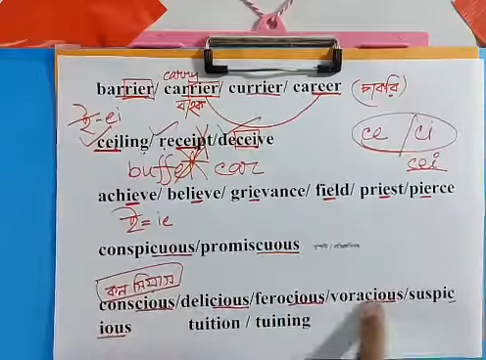 carry
barrier/ carrier/ currier/ career (চাকরি)
বাহক
ই = ei
ce / ci
cei
ceiling/ receipt/deceive
buffet car
achieve/ believe/ grievance/ field/ priest/pierce
ই = ie
conspicuous/promiscuous
conscious/delicious/ferocious/voracious/suspic
ious tuition / tuining